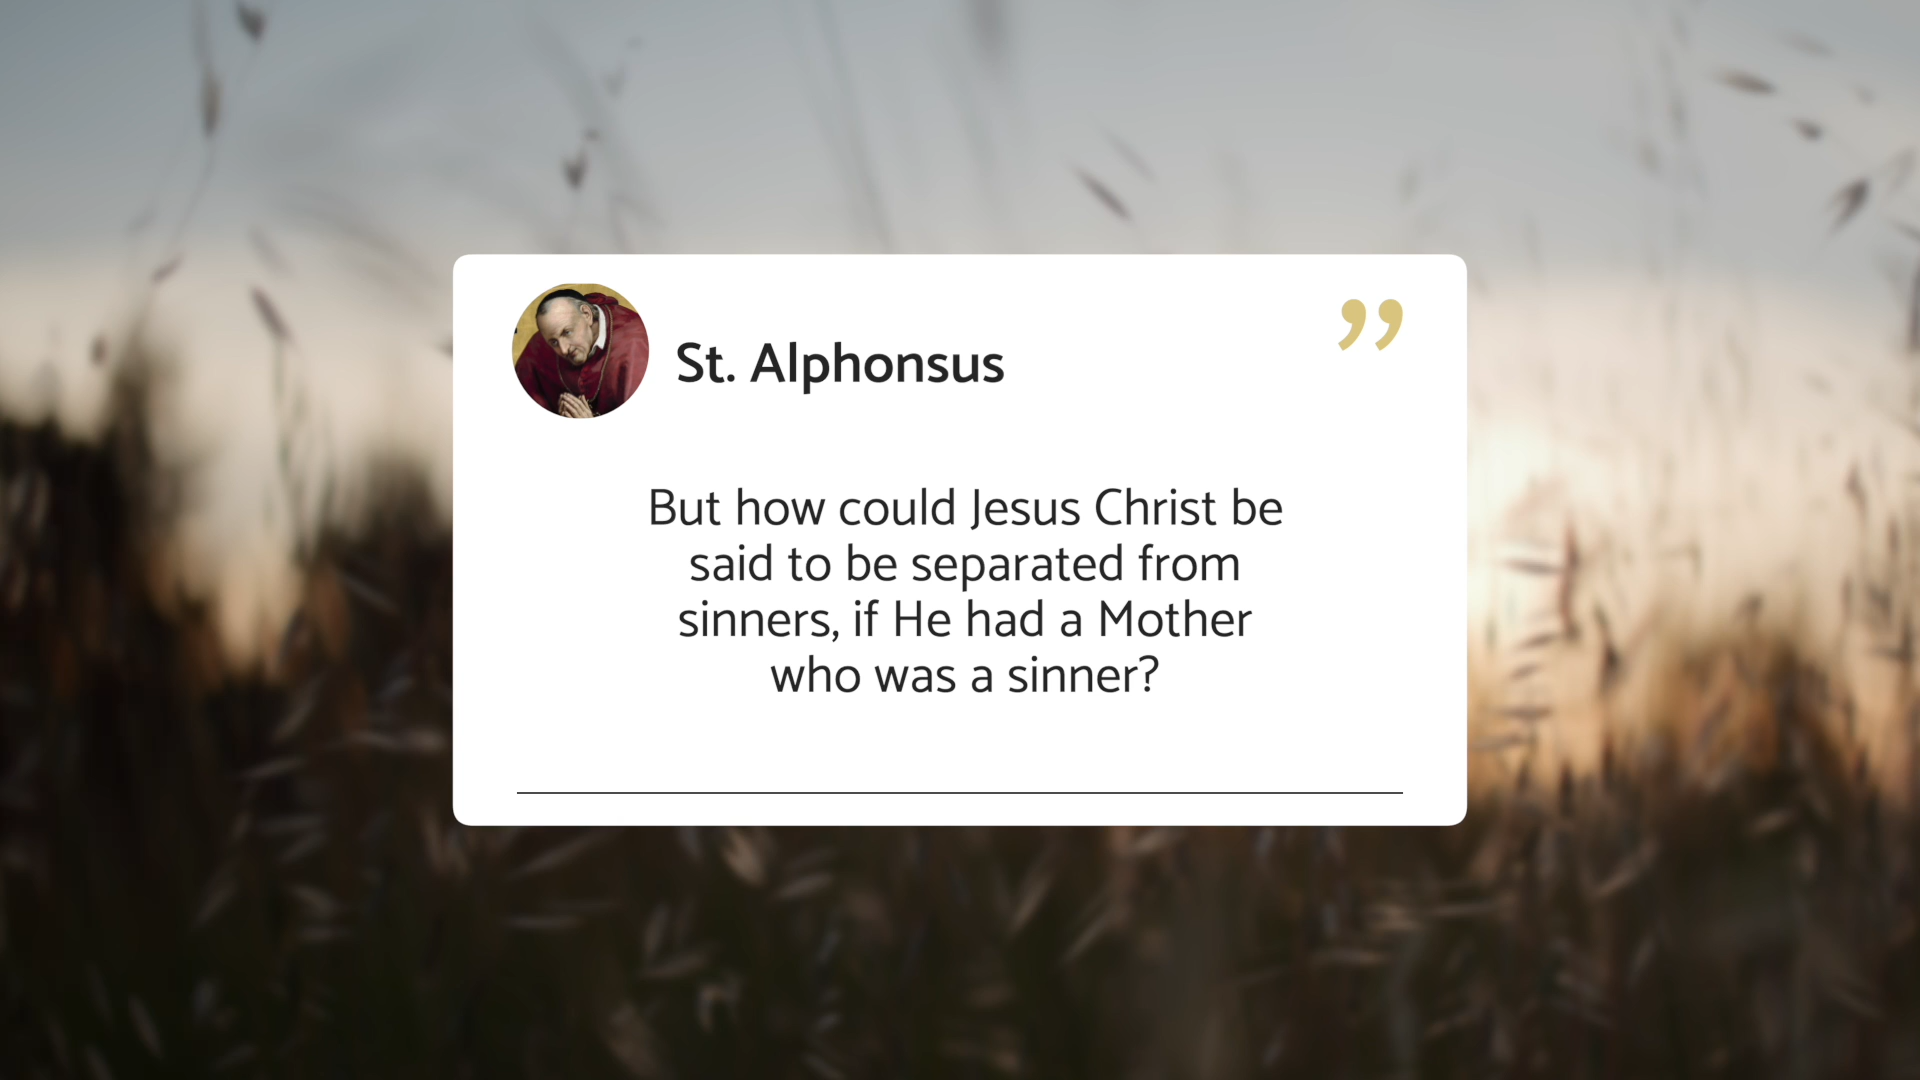 St. Alphonsus
”
But how could Jesus Christ be
said to be separated from
sinners, if He had a Mother
who was a sinner?